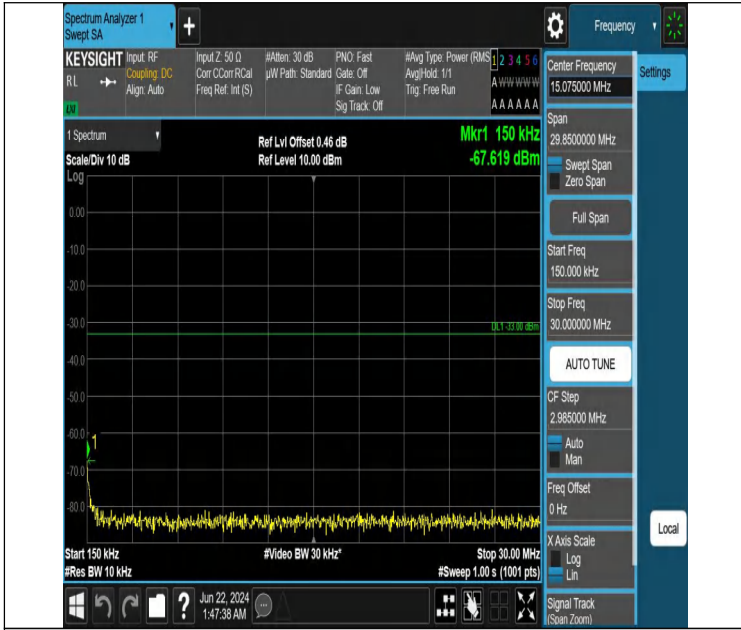 Spectrum Analyzer 1
Swept SA
+
Frequency
KEYSIGHT
RL
Input: RF
Coupling: DC
Align: Auto
Input Z: 50 Ω
Corr CCorr RCal
Freq Ref: Int (S)
#Atten: 30 dB
µW Path: Standard
PNO: Fast
Gate: Off
IF Gain: Low
Sig Track: Off
#Avg Type: Power (RMS
Avg|Hold: 1/1
Trig: Free Run
1 2 3 4 5 6
A W W W W W
A A A A A A
1 Spectrum
Scale/Div 10 dB
Log
Ref Lvl Offset 0.46 dB
Ref Level 10.00 dBm
Mkr1 150 kHz
-67.619 dBm
0.00
-10.0
-20.0
-30.0
-40.0
-50.0
-60.0
-70.0
-80.0
DL1 -33.00 dBm
1
Start 150 kHz
#Res BW 10 kHz
#Video BW 30 kHz*
Stop 30.00 MHz
#Sweep 1.00 s (1001 pts)
Center Frequency
15.075000 MHz
Settings
Span
29.8500000 MHz
Swept Span
Zero Span
Full Span
Start Freq
150.000 kHz
Stop Freq
30.000000 MHz
AUTO TUNE
CF Step
2.985000 MHz
Auto
Man
Freq Offset
0 Hz
X Axis Scale
Log
Lin
Local
Signal Track
(Span Zoom)
?
Jun 22, 2024
1:47:38 AM